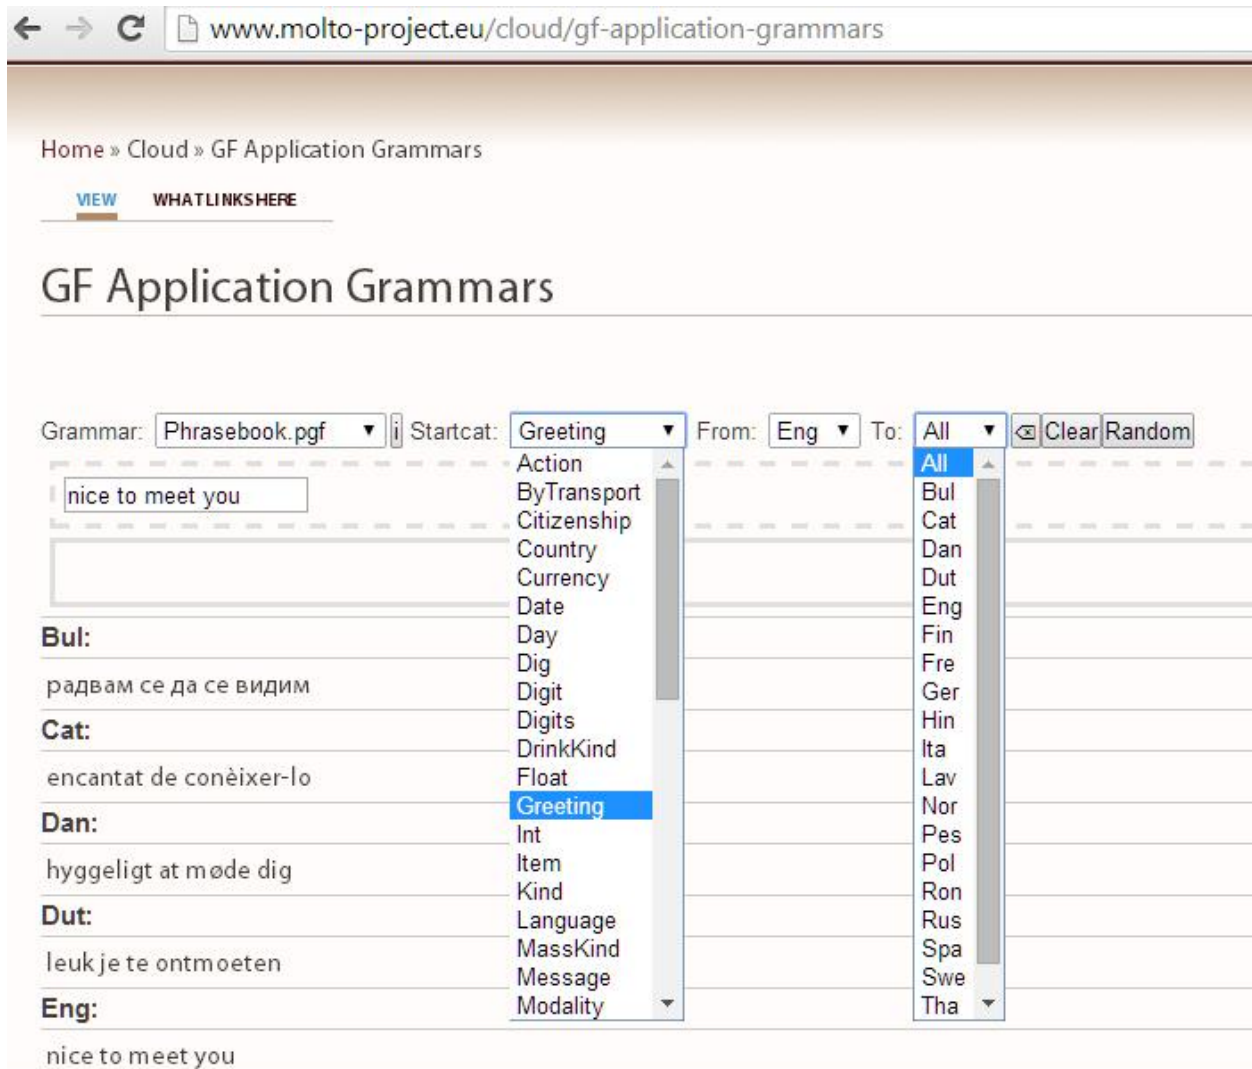 www.molto-project.eu/cloud/gf-application-grammars
Home » Cloud » GF Application Grammars
VIEW WHATLINKSHERE
GF Application Grammars
Grammar: Phrasebook.pgf i Startcat: Greeting From: Eng To: All Clear Random
nice to meet you
Action
ByTransport
Citizenship
Country
Currency
Date
Day
Dig
Digit
Digits
DrinkKind
Float
Greeting
Int
Item
Kind
Language
MassKind
Message
Modality
All
Bul
Cat
Dan
Dut
Eng
Fin
Fre
Ger
Hin
Ita
Lav
Nor
Pes
Pol
Ron
Rus
Spa
Swe
Tha
Bul:
радвам се да се видим
Cat:
encantat de conèixer-lo
Dan:
hyggeligt at møde dig
Dut:
leuk je te ontmoeten
Eng:
nice to meet you